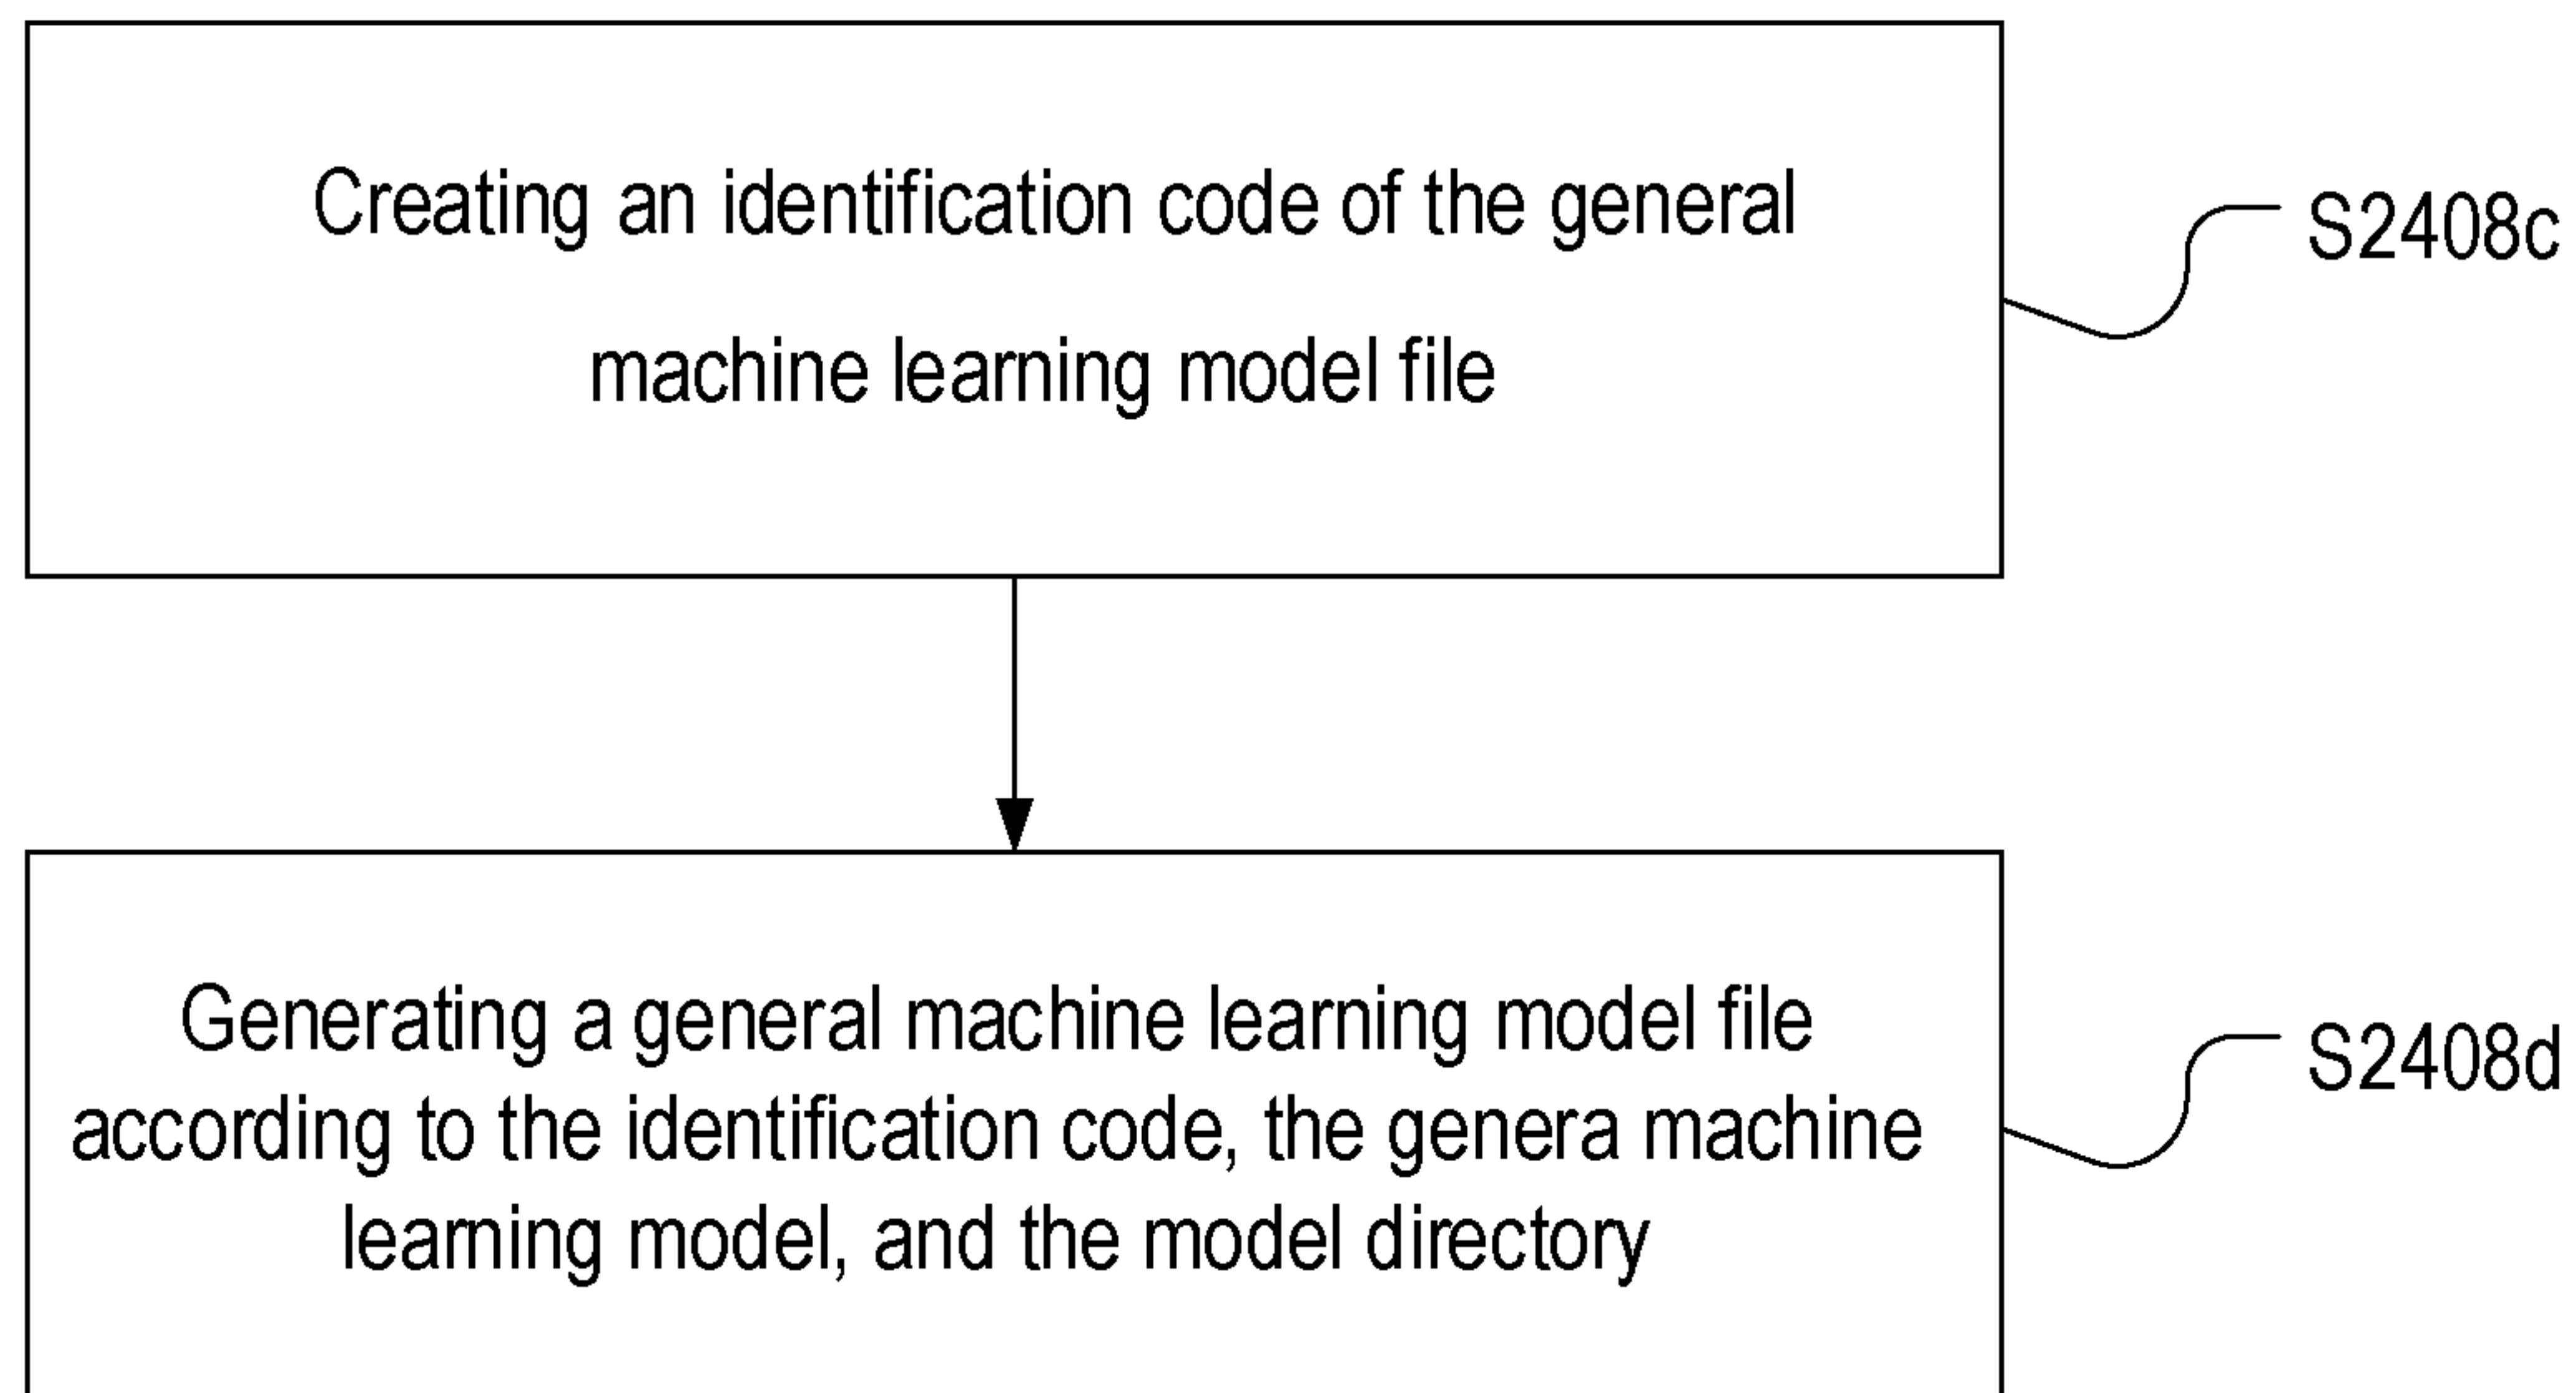 Creating an identification code of the general
machine learning model file
S2408c
Generating a general machine learning model file
according to the identification code, the genera machine
learning model, and the model directory
S2408d